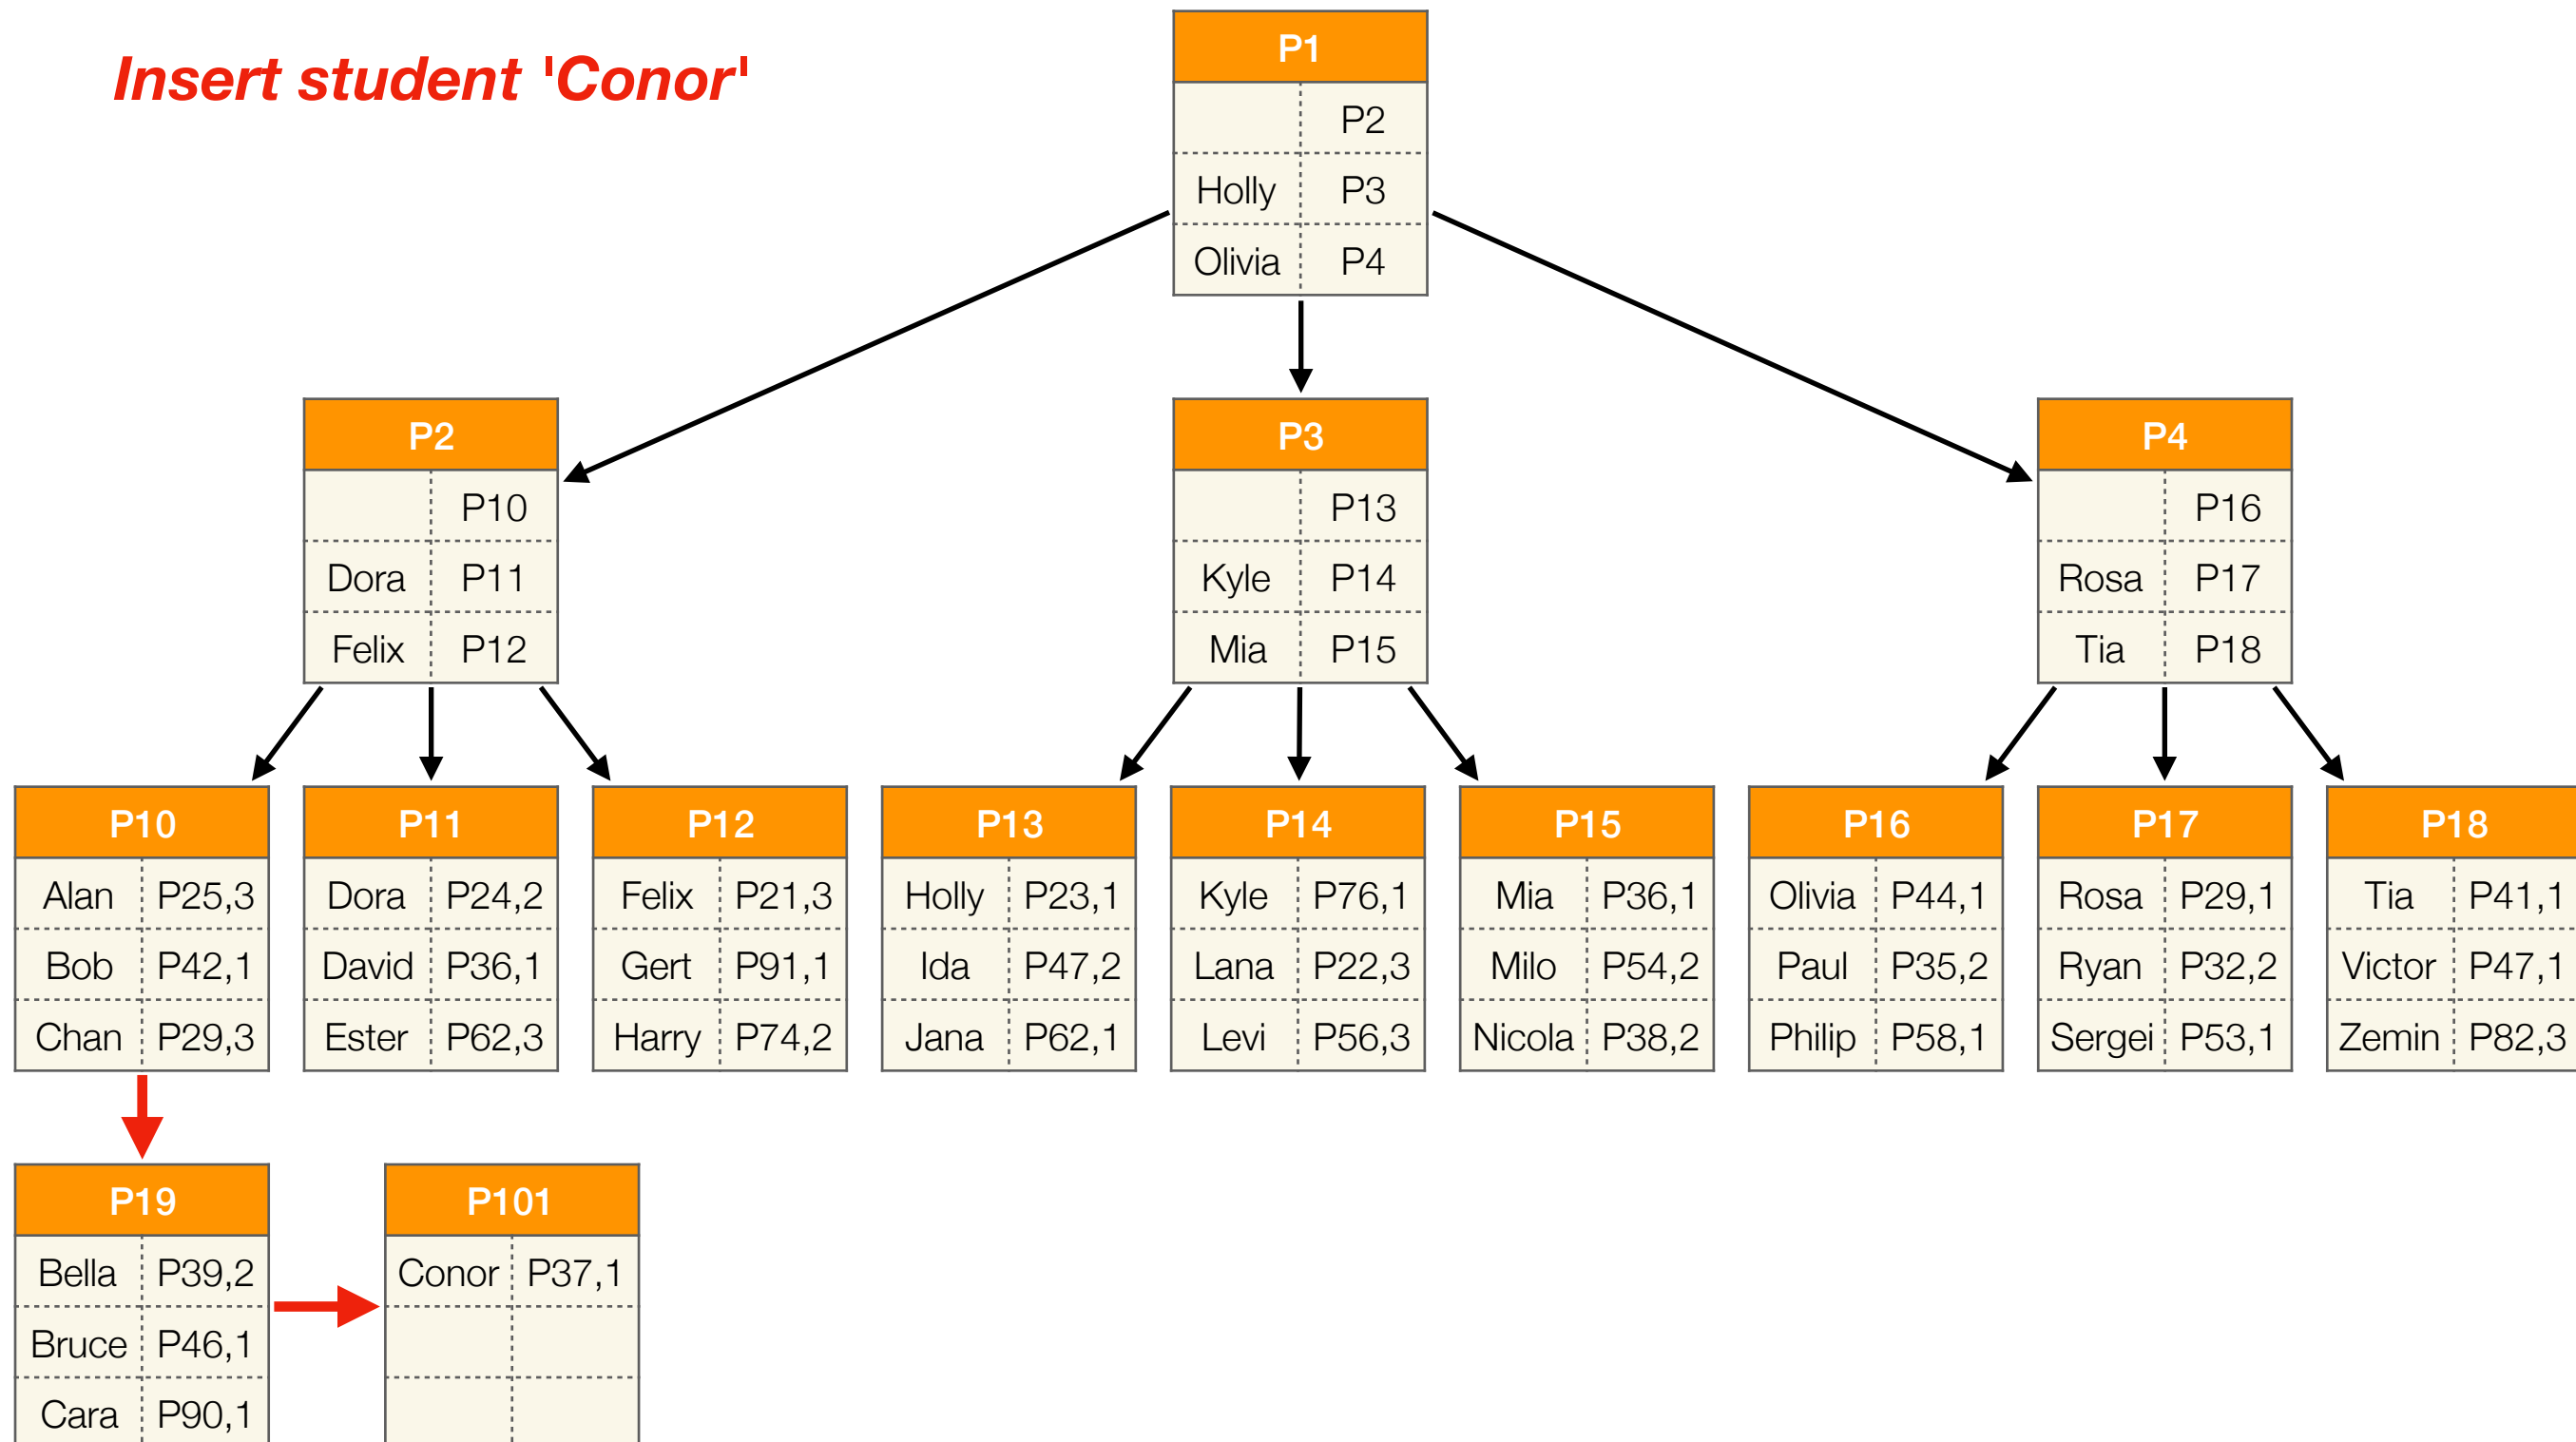 Insert student 'Conor'
P1
P2
Holly P3
Olivia P4
P2
P10
Dora P11
Felix P12
P3
P13
Kyle P14
Mia P15
P4
P16
Rosa P17
Tia P18
P10
Alan P25,3
Bob P42,1
Chan P29,3
P11
Dora P24,2
David P36,1
Ester P62,3
P12
Felix P21,3
Gert P91,1
Harry P74,2
P13
Holly P23,1
Ida P47,2
Jana P62,1
P14
Kyle P76,1
Lana P22,3
Levi P56,3
P15
Mia P36,1
Milo P54,2
Nicola P38,2
P16
Olivia P44,1
Paul P35,2
Philip P58,1
P17
Rosa P29,1
Ryan P32,2
Sergei P53,1
P18
Tia P41,1
Victor P47,1
Zemin P82,3
P19
Bella P39,2
Bruce P46,1
Cara P90,1
P101
Conor P37,1